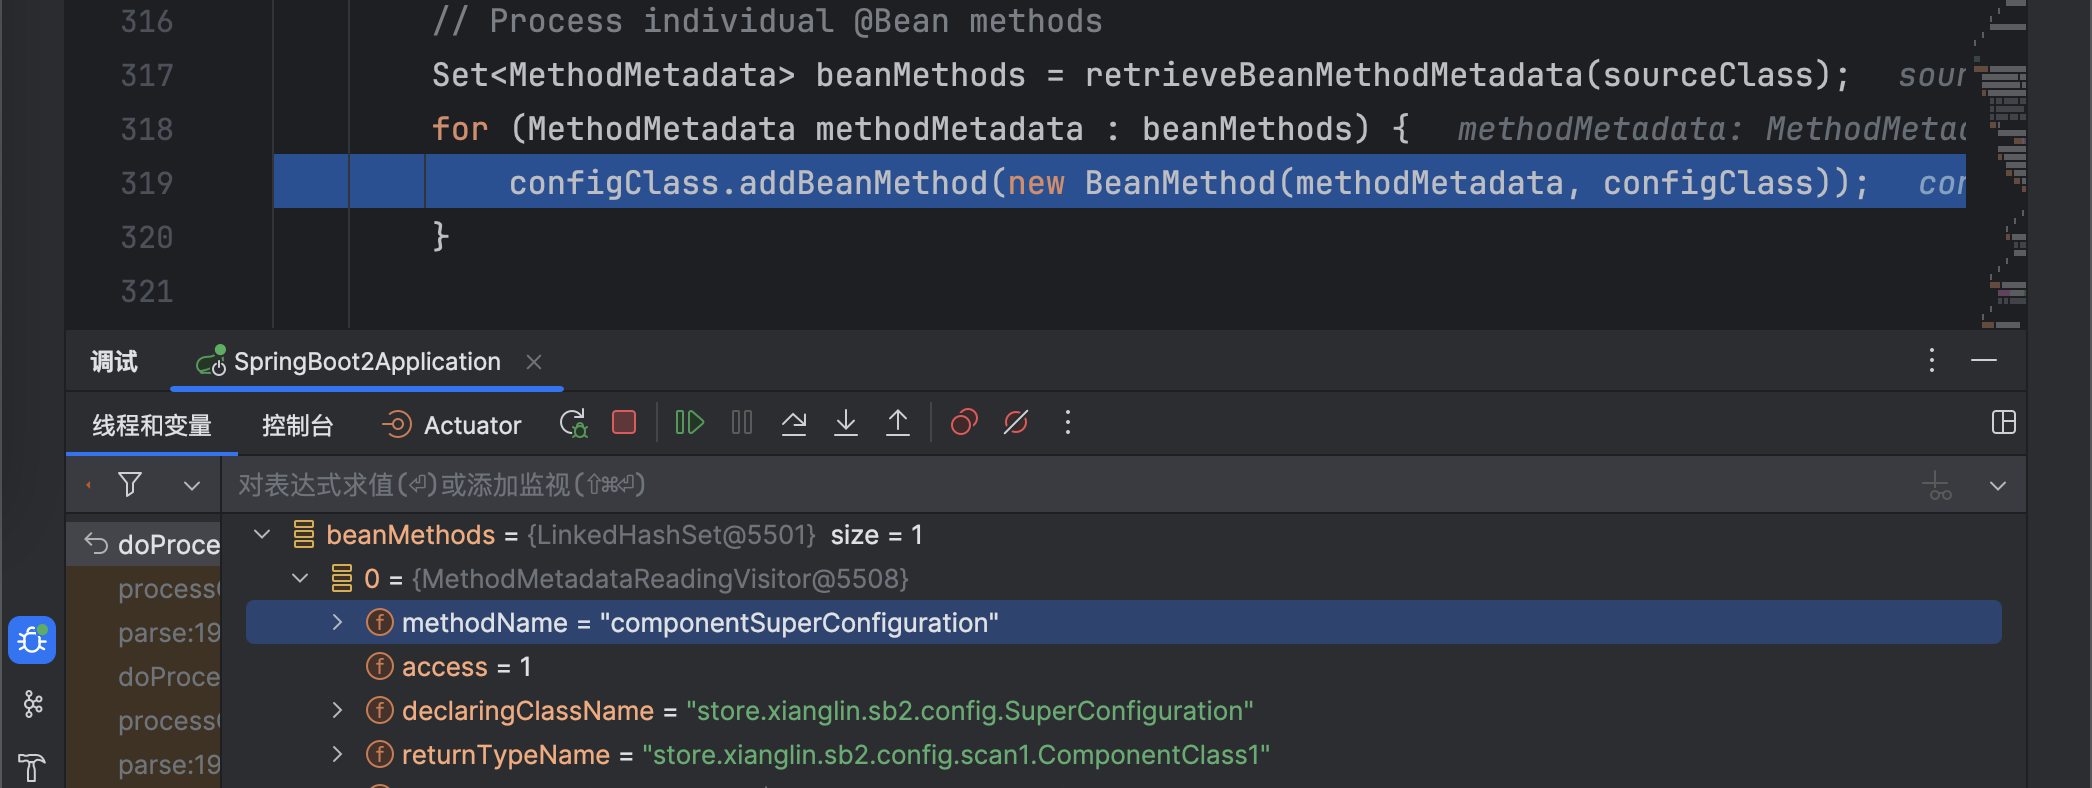 316 // Process individual @Bean methods
317 Set<MethodMetadata> beanMethods = retrieveBeanMethodMetadata(sourceClass); sour
318 for (MethodMetadata methodMetadata : beanMethods) { methodMetadata: MethodMetad
319 configClass.addBeanMethod(new BeanMethod(methodMetadata, configClass)); con
320 }
321
调试 SpringBoot2Application
线程和变量 控制台 Actuator
对表达式求值(⏎)或添加监视(⇧⌘⏎)
beanMethods = {LinkedHashSet@5501} size = 1
doProce
0 = {MethodMetadataReadingVisitor@5508}
process
methodName = "componentSuperConfiguration"
parse:19
access = 1
doProce
declaringClassName = "store.xianglin.sb2.config.SuperConfiguration"
process
returnTypeName = "store.xianglin.sb2.config.scan1.ComponentClass1"
parse:19